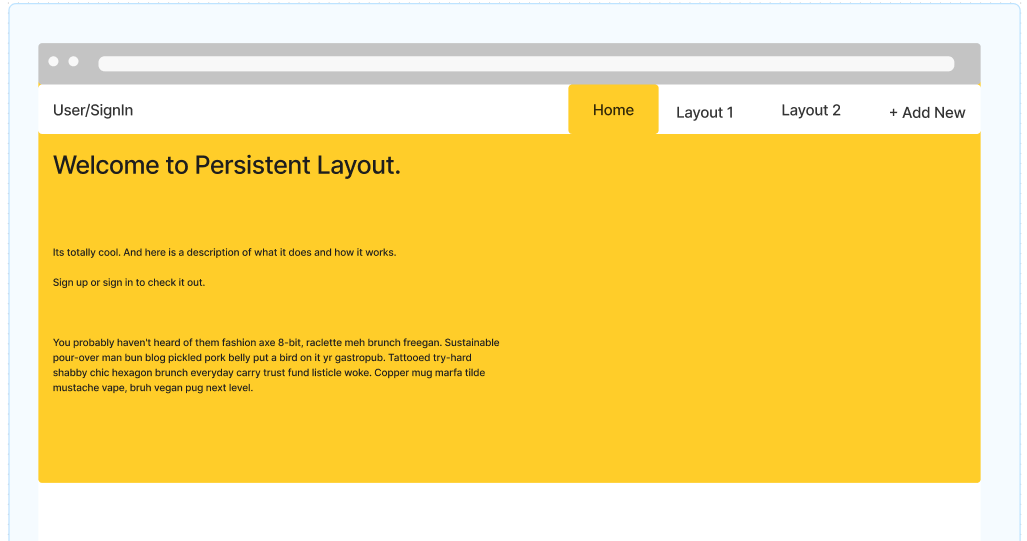 User/SignIn
Home
Layout 1
Layout 2
+ Add New
Welcome to Persistent Layout.
Its totally cool. And here is a description of what it does and how it works.
Sign up or sign in to check it out.
You probably haven't heard of them fashion axe 8-bit, raclette meh brunch freegan. Sustainable
pour-over man bun blog pickled pork belly put a bird on it yr gastropub. Tattooed try-hard
shabby chic hexagon brunch everyday carry trust fund listicle woke. Copper mug marfa tilde
mustache vape, bruh vegan pug next level.